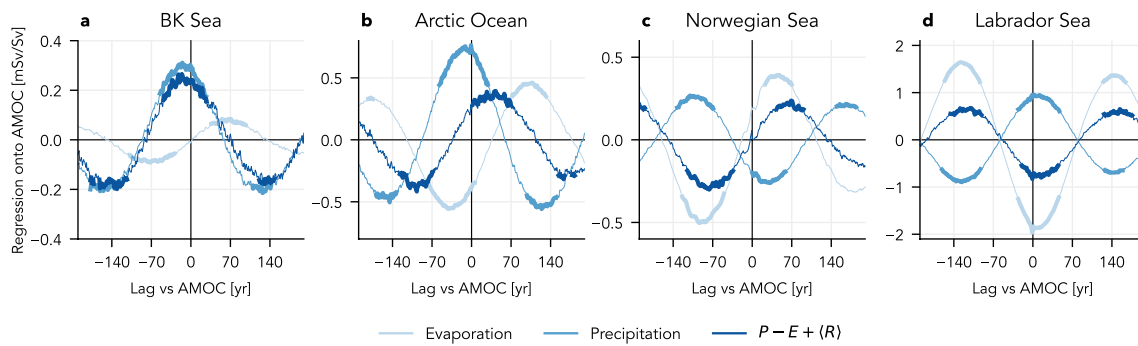 a BK Sea
b Arctic Ocean
c Norwegian Sea
d Labrador Sea
Regression onto AMOC [mSv/Sv]
0.4
0.2
0.0
−0.2
−0.4
0.5
0.0
−0.5
0.5
0.0
−0.5
2
1
0
−1
−2
−140 −70 0 70 140
−140 −70 0 70 140
−140 −70 0 70 140
−140 −70 0 70 140
Lag vs AMOC [yr]
Lag vs AMOC [yr]
Lag vs AMOC [yr]
Lag vs AMOC [yr]
Evaporation
Precipitation
P − E + ⟨R⟩